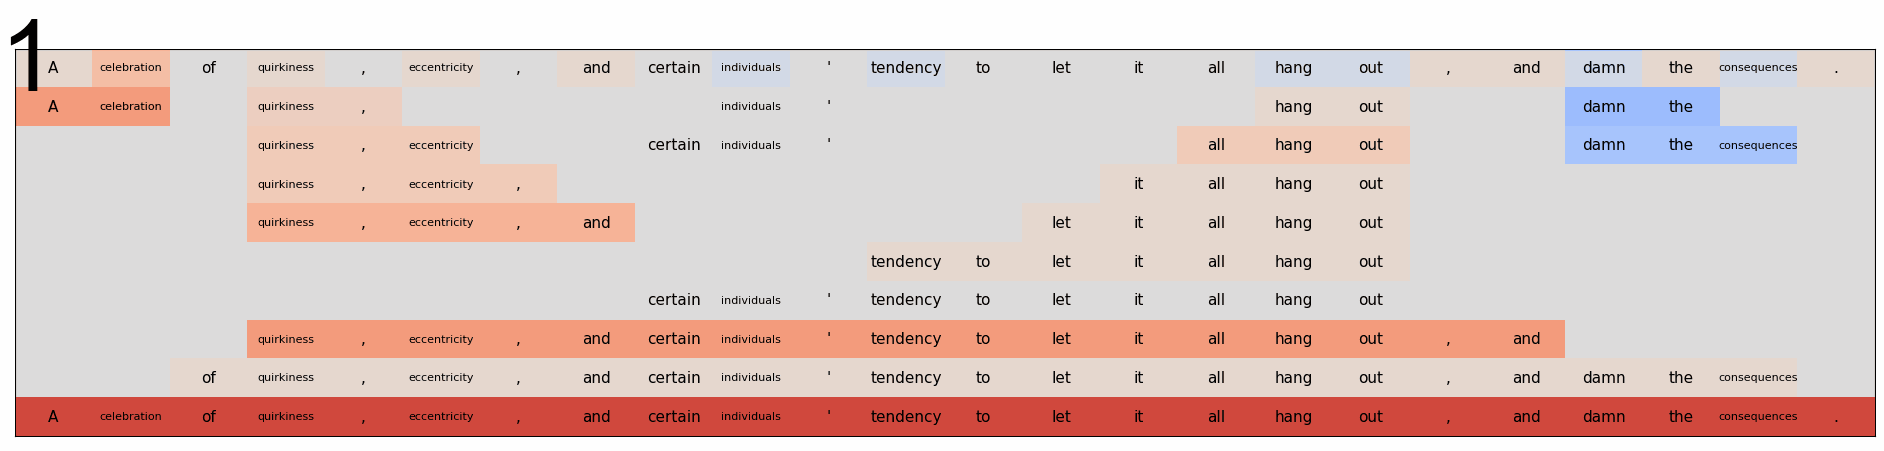 1
A celebration of quirkiness , eccentricity , and certain individuals ' tendency to let it all hang out , and damn the consequences .
A celebration quirkiness , individuals ' hang out damn the
quirkiness , eccentricity certain individuals ' all hang out damn the consequences
quirkiness , eccentricity , it all hang out
quirkiness , eccentricity , and let it all hang out
tendency to let it all hang out
certain individuals ' tendency to let it all hang out
quirkiness , eccentricity , and certain individuals ' tendency to let it all hang out , and
of quirkiness , eccentricity , and certain individuals ' tendency to let it all hang out , and damn the consequences
A celebration of quirkiness , eccentricity , and certain individuals ' tendency to let it all hang out , and damn the consequences .